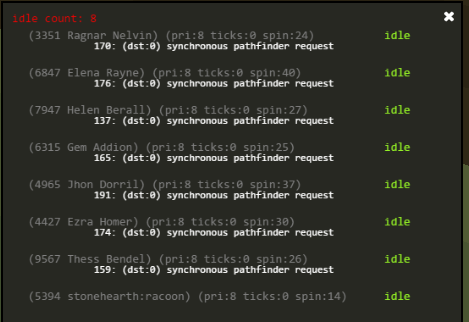 idle count: 8
(3351 Ragnar Nelvin) (pri:8 ticks:0 spin:24) idle
170: (dst:0) synchronous pathfinder request
(6847 Elena Rayne) (pri:8 ticks:0 spin:40) idle
176: (dst:0) synchronous pathfinder request
(7947 Helen Berall) (pri:8 ticks:0 spin:27) idle
137: (dst:0) synchronous pathfinder request
(6315 Gem Addion) (pri:8 ticks:0 spin:25) idle
165: (dst:0) synchronous pathfinder request
(4965 Jhon Dorril) (pri:8 ticks:0 spin:37) idle
191: (dst:0) synchronous pathfinder request
(4427 Ezra Homer) (pri:8 ticks:0 spin:30) idle
174: (dst:0) synchronous pathfinder request
(9567 Thess Bendel) (pri:8 ticks:0 spin:26) idle
159: (dst:0) synchronous pathfinder request
(5394 stonehearth:racoon) (pri:8 ticks:0 spin:14) idle